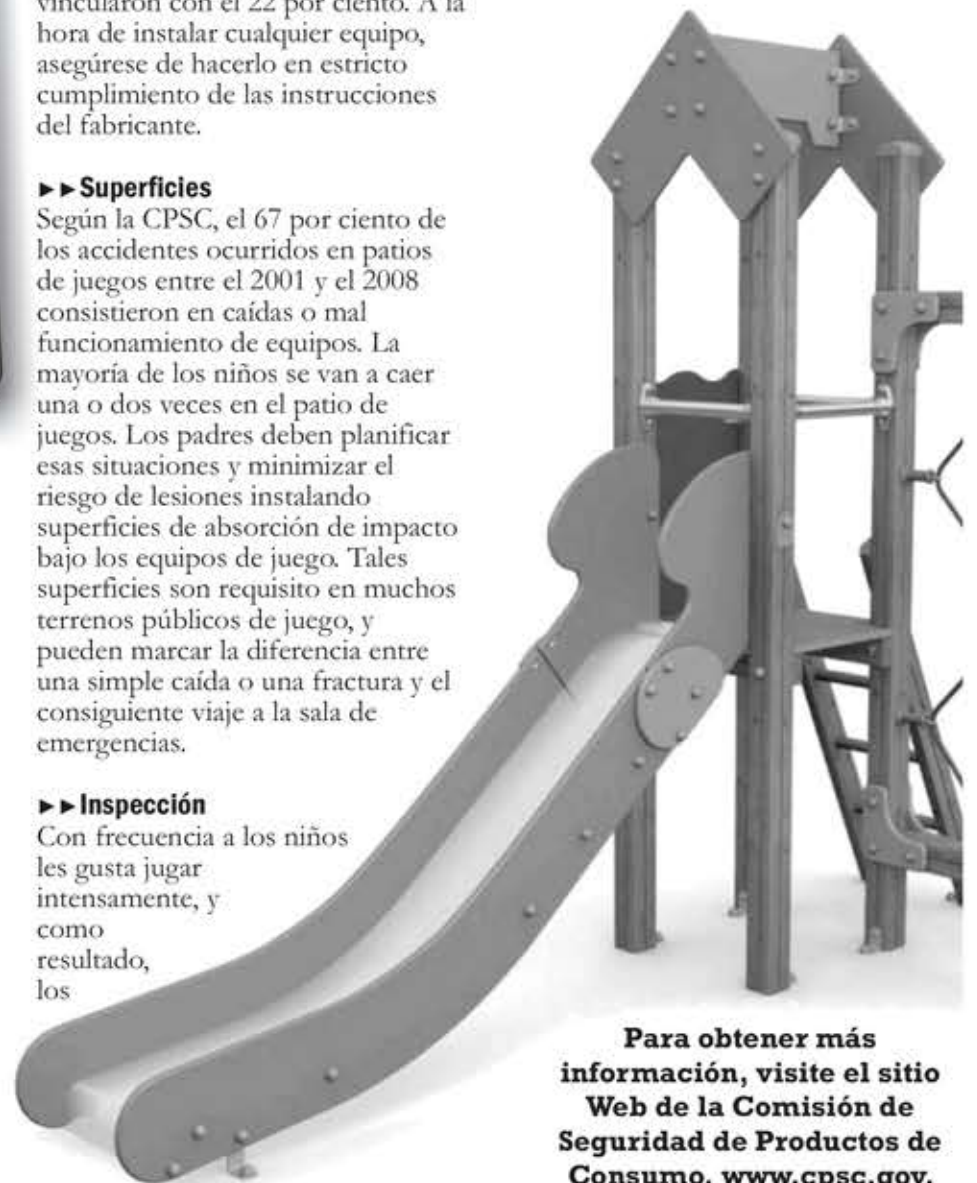 vincularon con el 22 por ciento. A la
hora de instalar cualquier equipo,
asegúrese de hacerlo en estricto
cumplimiento de las instrucciones
del fabricante.
►►Superficies
Según la CPSC, el 67 por ciento de
los accidentes ocurridos en patios
de juegos entre el 2001 y el 2008
consistieron en caídas o mal
funcionamiento de equipos. La
mayoría de los niños se van a caer
una o dos veces en el patio de
juegos. Los padres deben planificar
esas situaciones y minimizar el
riesgo de lesiones instalando
superficies de absorción de impacto
bajo los equipos de juego. Tales
superficies son requisito en muchos
terrenos públicos de juego, y
pueden marcar la diferencia entre
una simple caída o una fractura y el
consiguiente viaje a la sala de
emergencias.
►►Inspección
Con frecuencia a los niños
les gusta jugar
intensamente, y
como
resultado,
los
Para obtener más
información, visite el sitio
Web de la Comisión de
Seguridad de Productos de
Consumo, www.cpsc.gov.